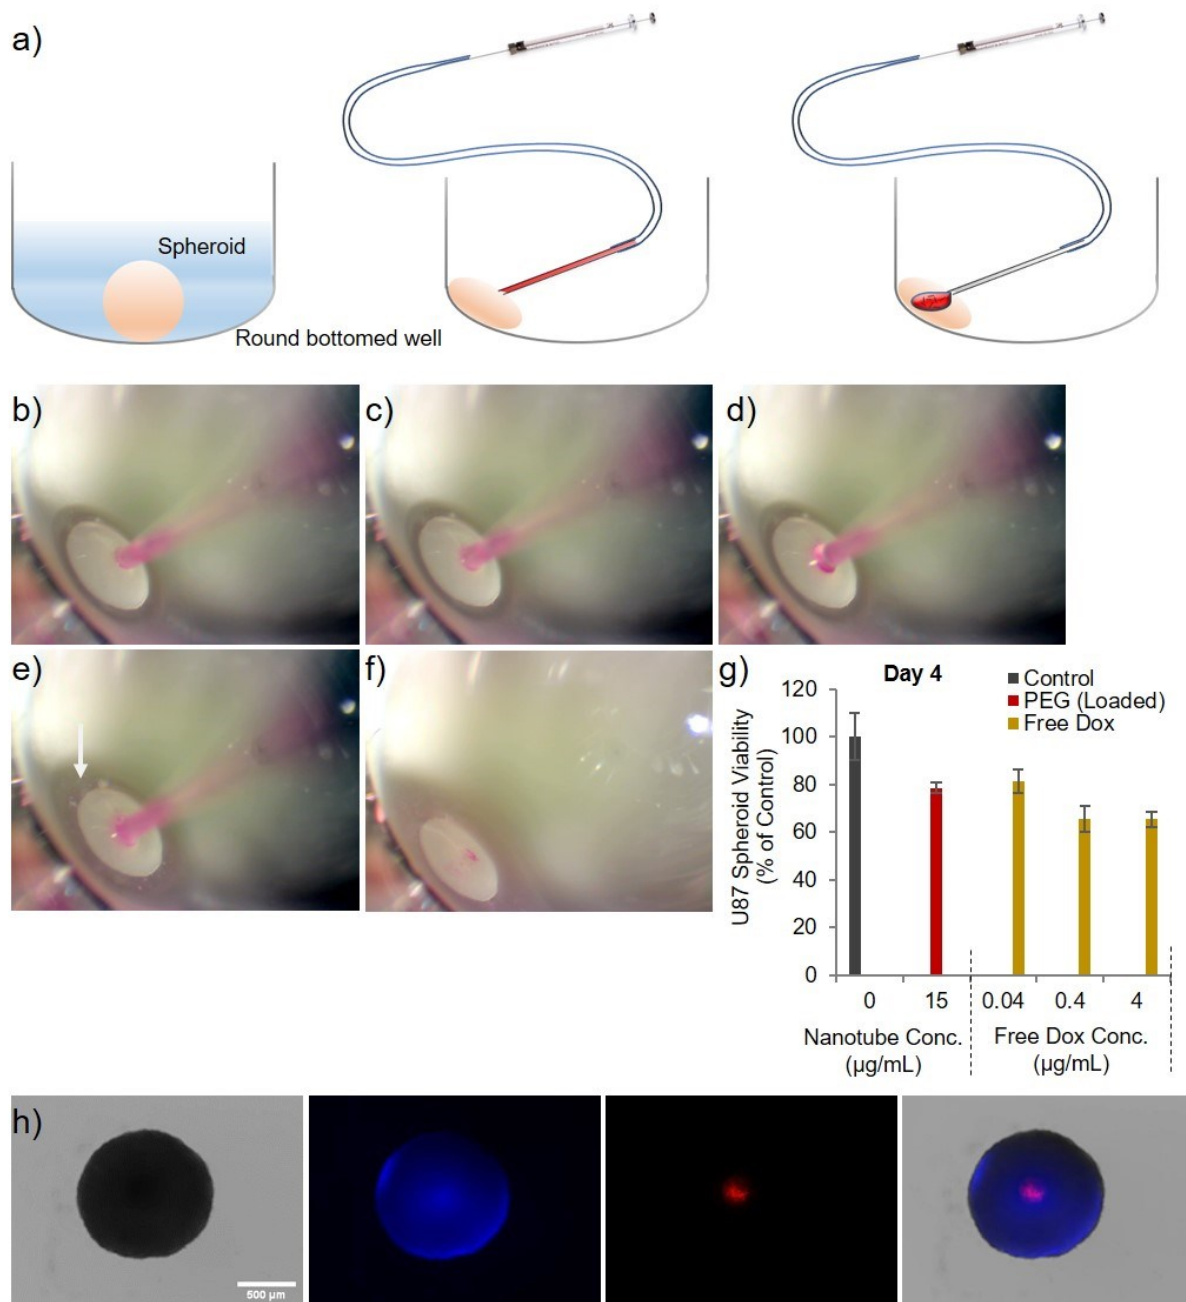 a)
Spheroid
Round bottomed well
b)
c)
d)
e)
f)
g)
Day 4
Control
PEG (Loaded)
Free Dox
U87 Spheroid Viability
(% of Control)
120
100
80
60
40
20
0
0
15
0.04
0.4
4
Nanotube Conc.
(µg/mL)
Free Dox Conc.
(µg/mL)
h)
500 µm